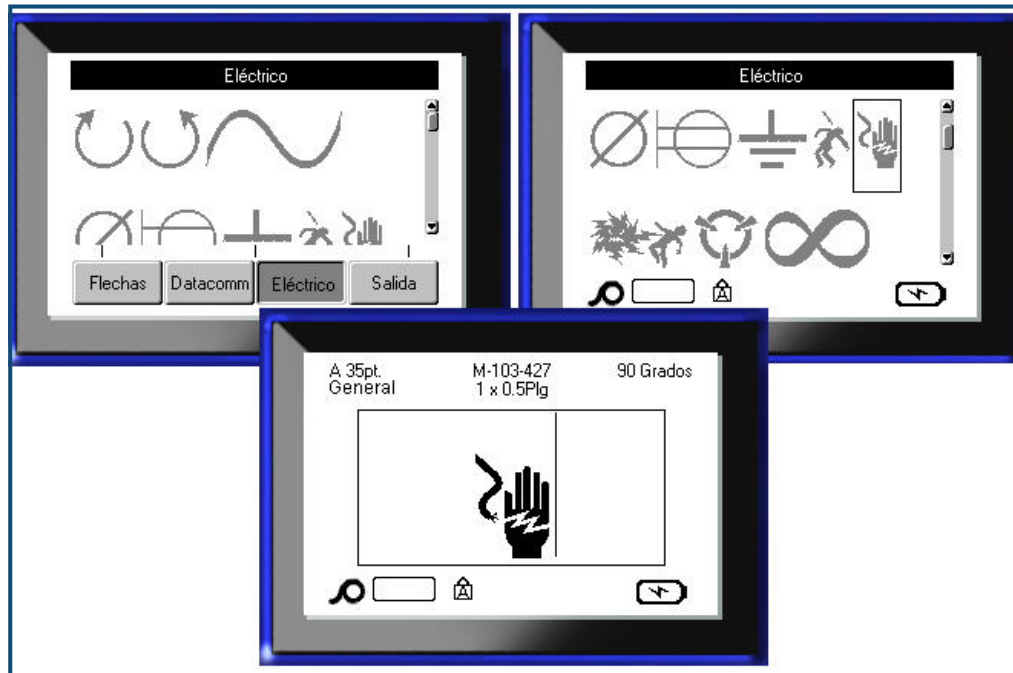 Eléctrico
Flechas Datacomm Eléctrico Salida
Eléctrico
A
A 35pt. M-103-427 90 Grados
General 1 x 0.5Plg
A